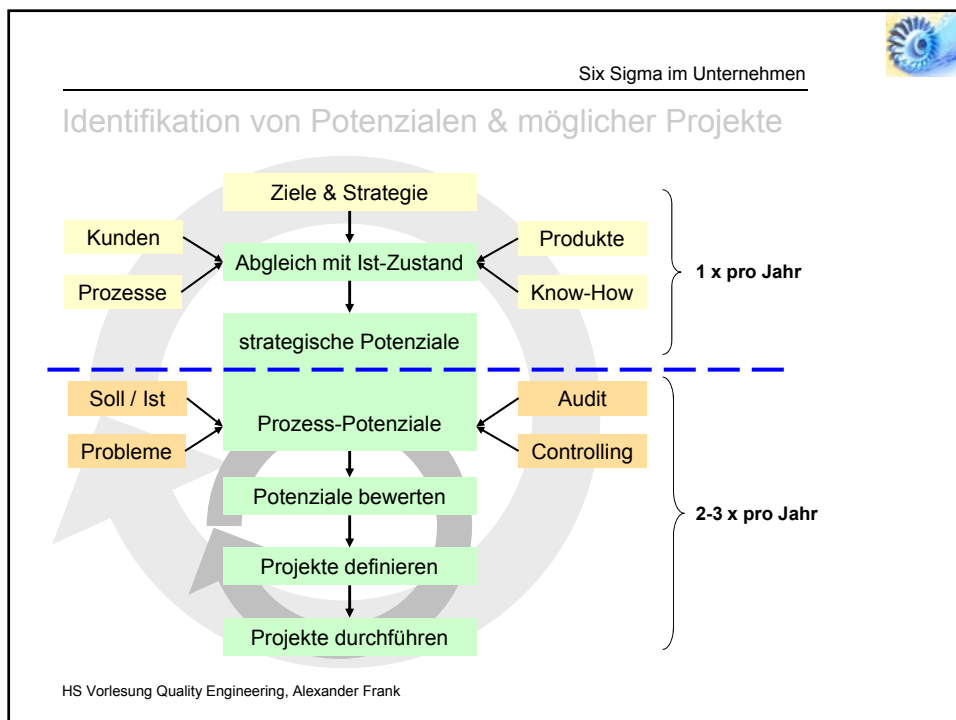 Six Sigma im Unternehmen
Identifikation von Potenzialen & möglicher Projekte
Ziele & Strategie
Kunden
Produkte
Abgleich mit Ist-Zustand
1 x pro Jahr
Prozesse
Know-How
strategische Potenziale
Soll / Ist
Audit
Prozess-Potenziale
Probleme
Controlling
Potenziale bewerten
2-3 x pro Jahr
Projekte definieren
Projekte durchführen
HS Vorlesung Quality Engineering, Alexander Frank